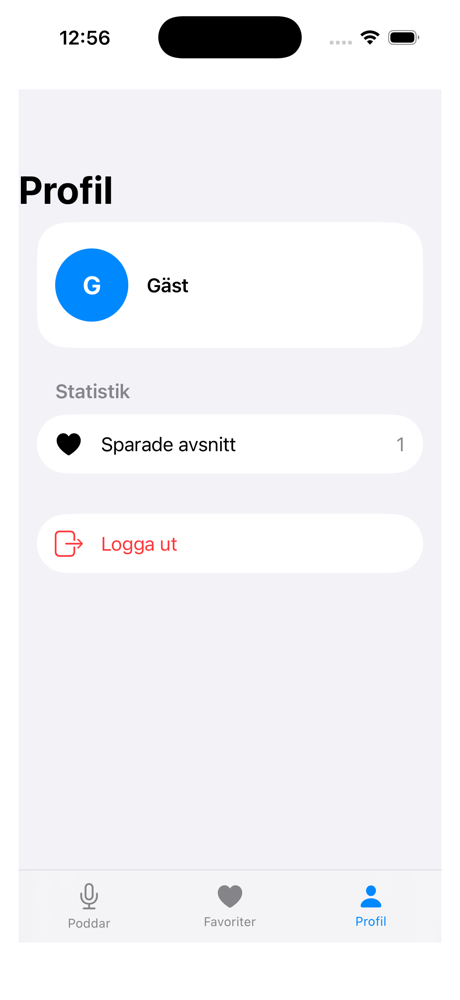 12:56
Profil
G
Gäst
Statistik
Sparade avsnitt 1
Logga ut
Poddar Favoriter Profil